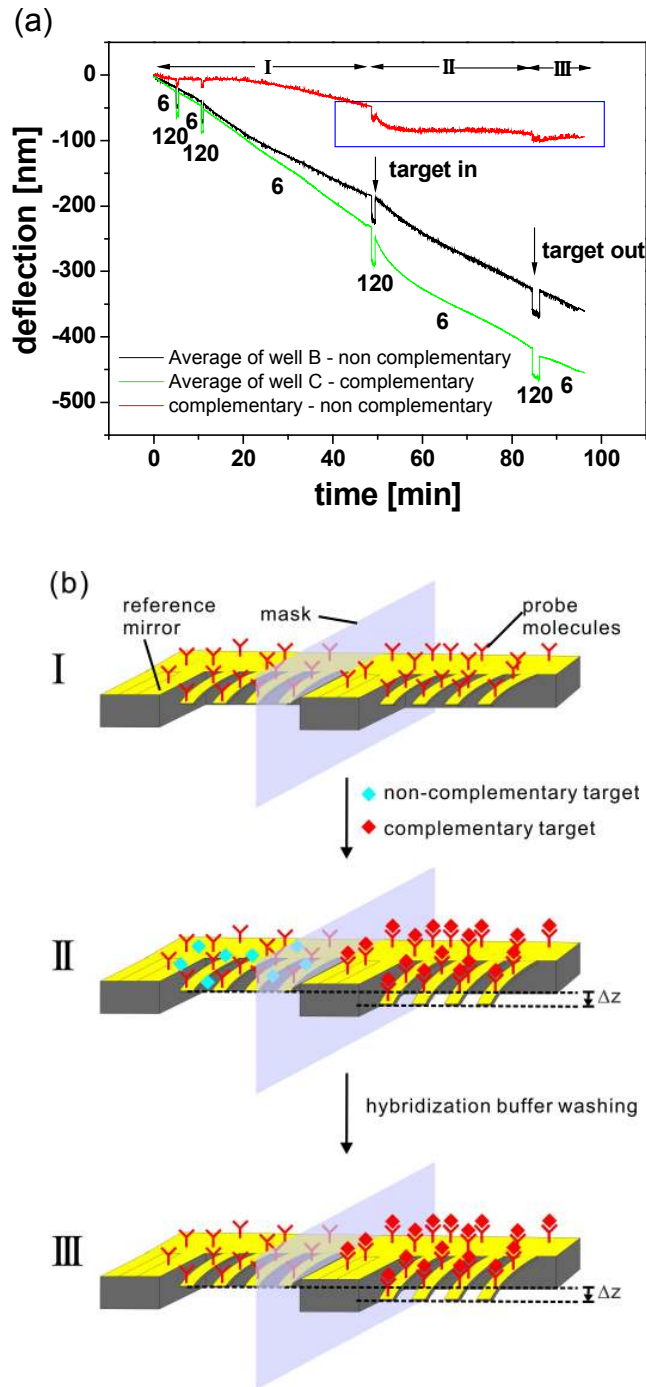 (a)
I
II
III
0
-100
-200
-300
-400
-500
deflection [nm]
6
120
6
120
6
target in
120
6
target out
120
6
Average of well B - non complementary
Average of well C - complementary
complementary - non complementary
0
20
40
60
80
100
time [min]
(b)
reference
mirror
mask
probe
molecules
I
non-complementary target
complementary target
II
Δz
hybridization buffer washing
III
Δz